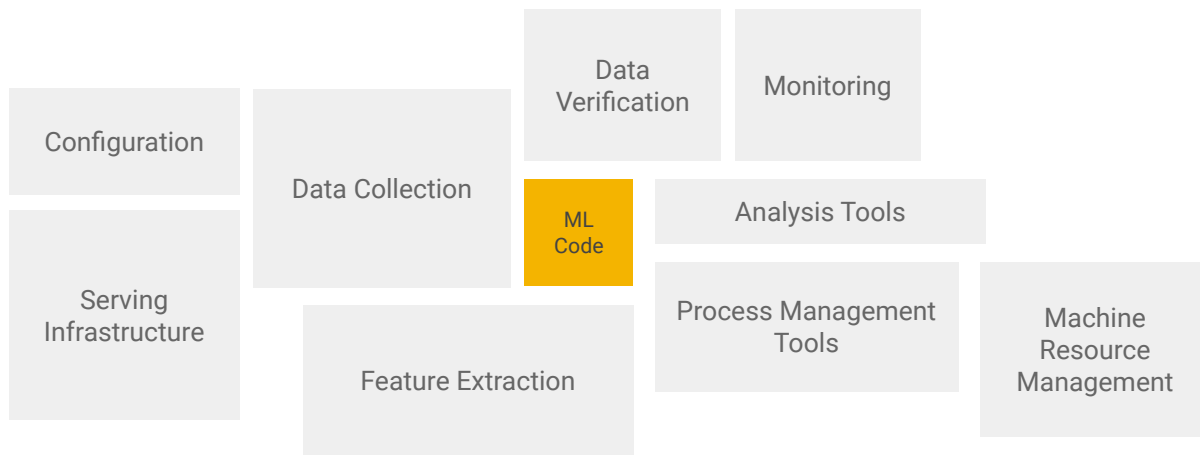 Data
Verification
Monitoring
Configuration
Data Collection
ML
Code
Analysis Tools
Serving
Infrastructure
Feature Extraction
Process Management
Tools
Machine
Resource
Management